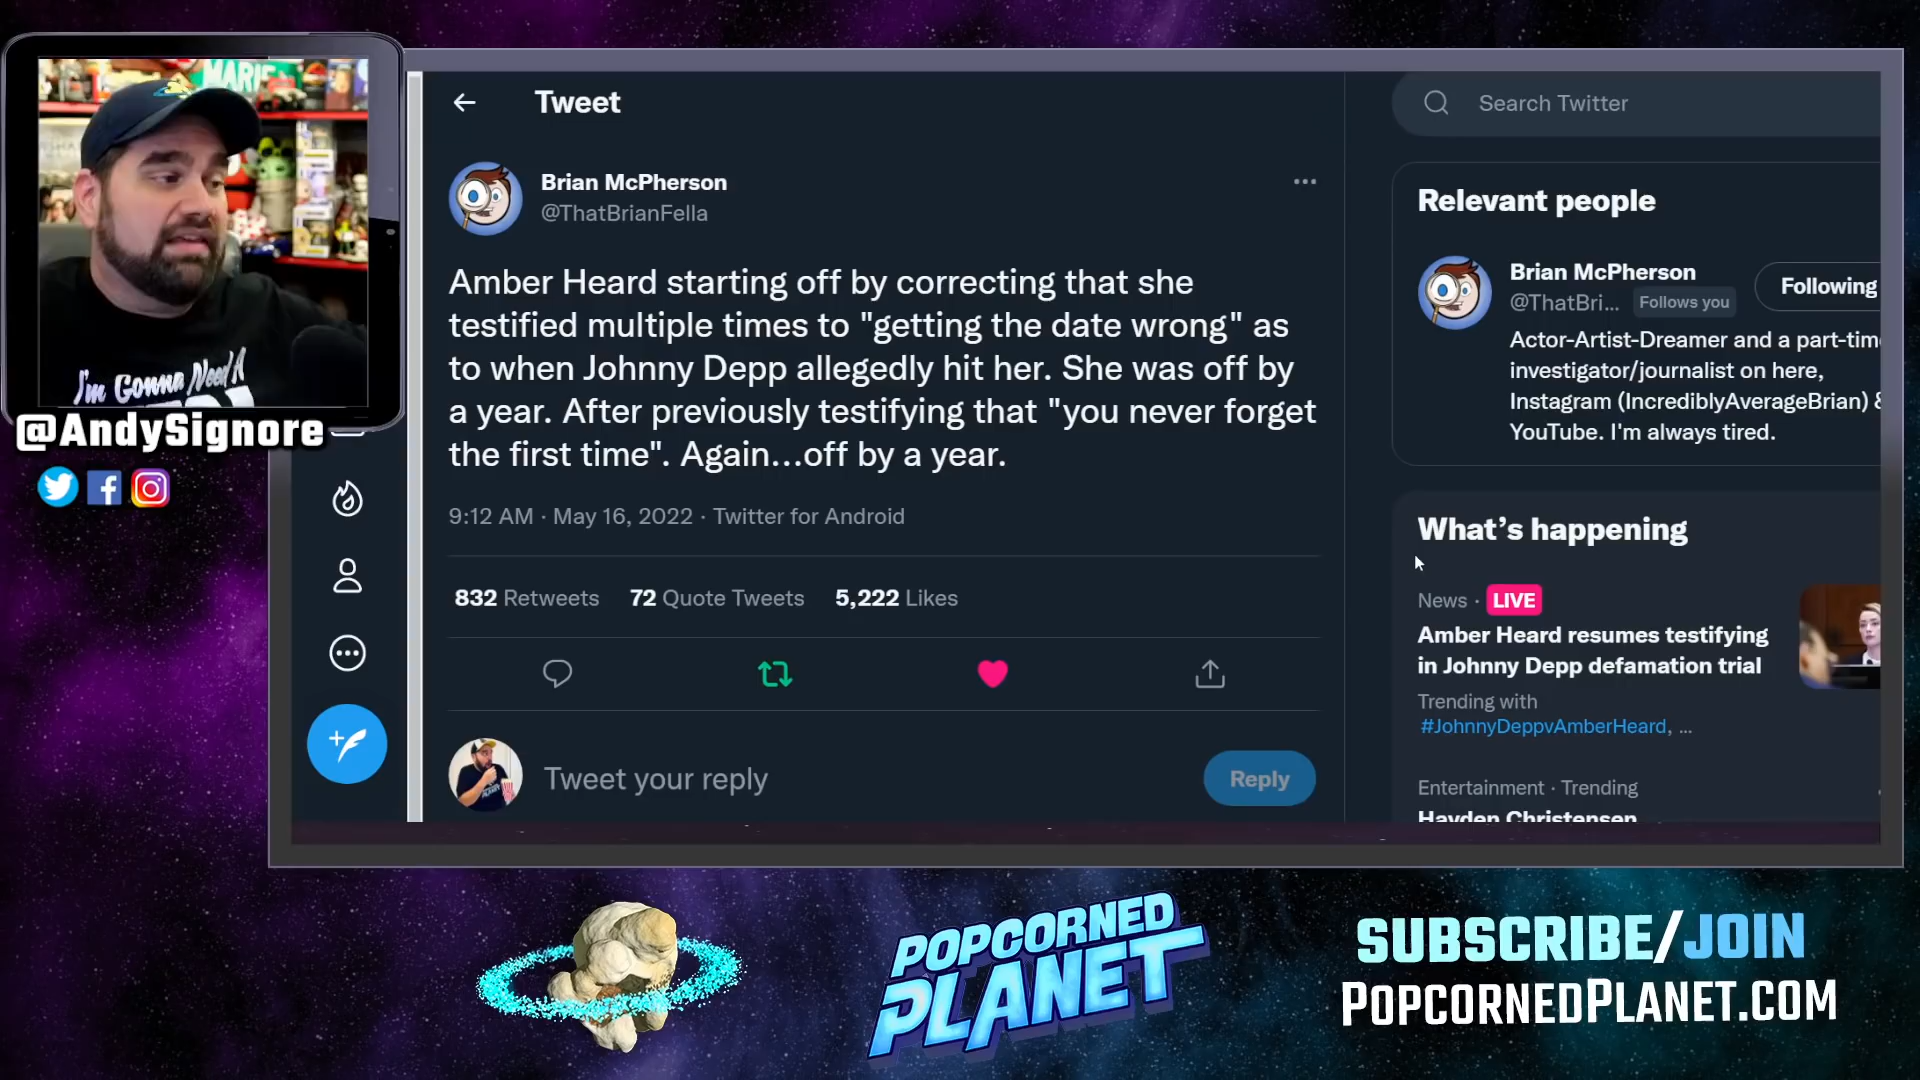 MARIE
I'm Gonna Need A
@AndySignore
Tweet
Search Twitter
Brian McPherson
@ThatBrianFella
Amber Heard starting off by correcting that she
testified multiple times to "getting the date wrong" as
to when Johnny Depp allegedly hit her. She was off by
a year. After previously testifying that "you never forget
the first time". Again...off by a year.
9:12 AM · May 16, 2022 · Twitter for Android
832 Retweets 72 Quote Tweets 5,222 Likes
Tweet your reply
Reply
Relevant people
Brian McPherson
@ThatBri... Follows you
Following
Actor-Artist-Dreamer and a part-tim
investigator/journalist on here,
Instagram (IncrediblyAverageBrian) &
YouTube. I'm always tired.
What's happening
News · LIVE
Amber Heard resumes testifying
in Johnny Depp defamation trial
Trending with
#JohnnyDeppvAmberHeard, ...
Entertainment · Trending
Hayden Christensen
POPCORNED
PLANET
SUBSCRIBE/JOIN
POPCORNEDPLANET.COM